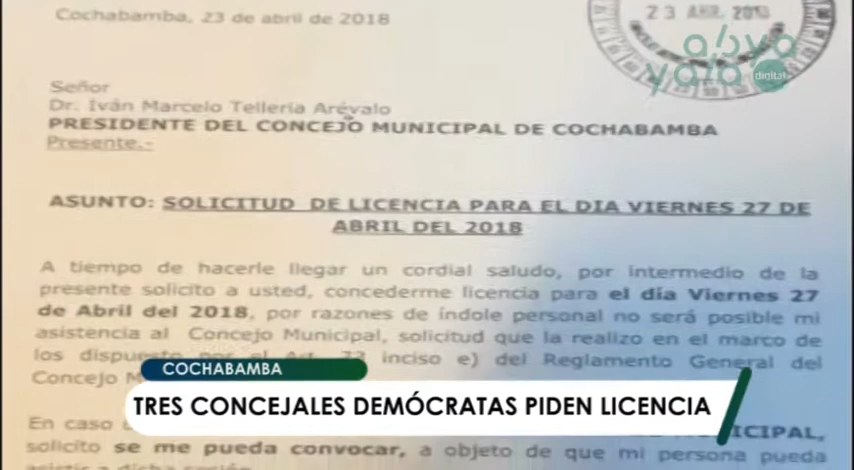 Cochabamba, 23 de abril de 2018
23 ABR. 2018
abya
yala
digital
Señor
Dr. Iván Marcelo Tellería Arévalo
PRESIDENTE DEL CONCEJO MUNICIPAL DE COCHABAMBA
Presente.-
ASUNTO: SOLICITUD DE LICENCIA PARA EL DIA VIERNES 27 DE
ABRIL DEL 2018
A tiempo de hacerle llegar un cordial saludo, por intermedio de la
presente solicito a usted, concederme licencia para el día Viernes 27
de Abril del 2018, por razones de índole personal no será posible mi
asistencia al Concejo Municipal, solicitud que la realizo en el marco de
los dispuesto inciso e) del Reglamento General del
Concejo
COCHABAMBA
TRES CONCEJALES DEMÓCRATAS PIDEN LICENCIA
En caso
solicito se me pueda convocar, a objeto de que mi persona pueda